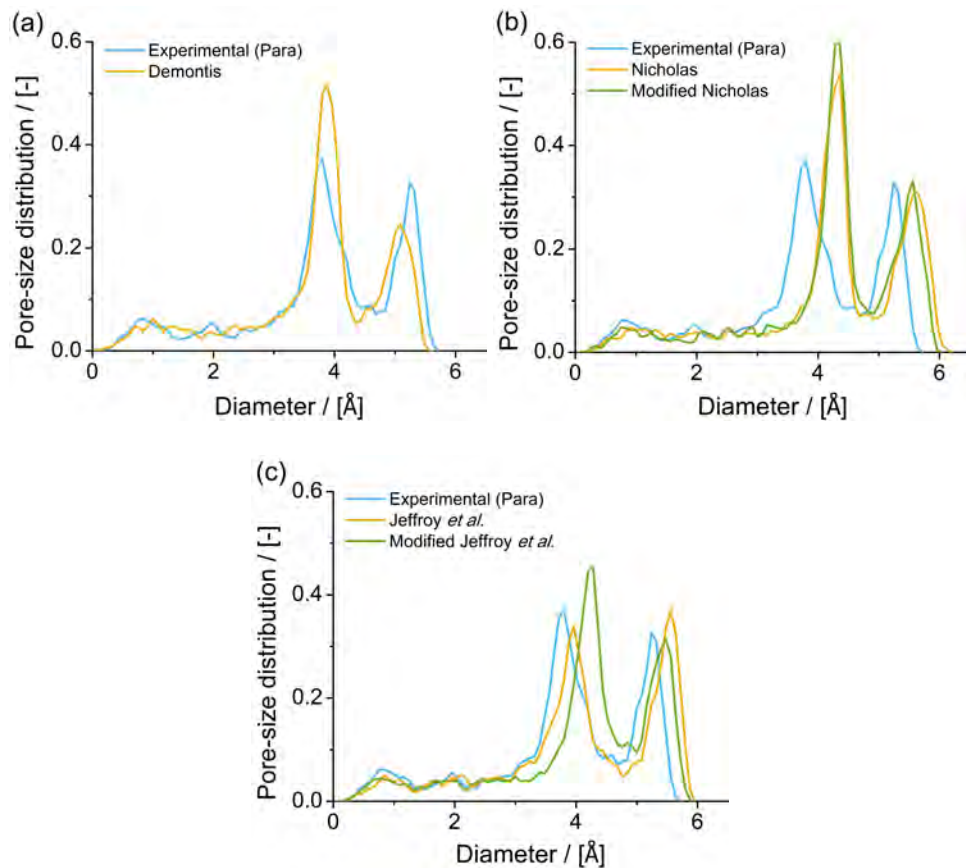 (a)
Experimental (Para)
Demontis
Pore-size distribution / [-]
0.6
0.4
0.2
0.0
0 2 4 6
Diameter / [Å]
(b)
Experimental (Para)
Nicholas
Modified Nicholas
Pore-size distribution / [-]
0.6
0.4
0.2
0.0
0 2 4 6
Diameter / [Å]
(c)
Experimental (Para)
Jeffroy et al.
Modified Jeffroy et al.
Pore-size distribution / [-]
0.6
0.4
0.2
0.0
0 2 4 6
Diameter / [Å]